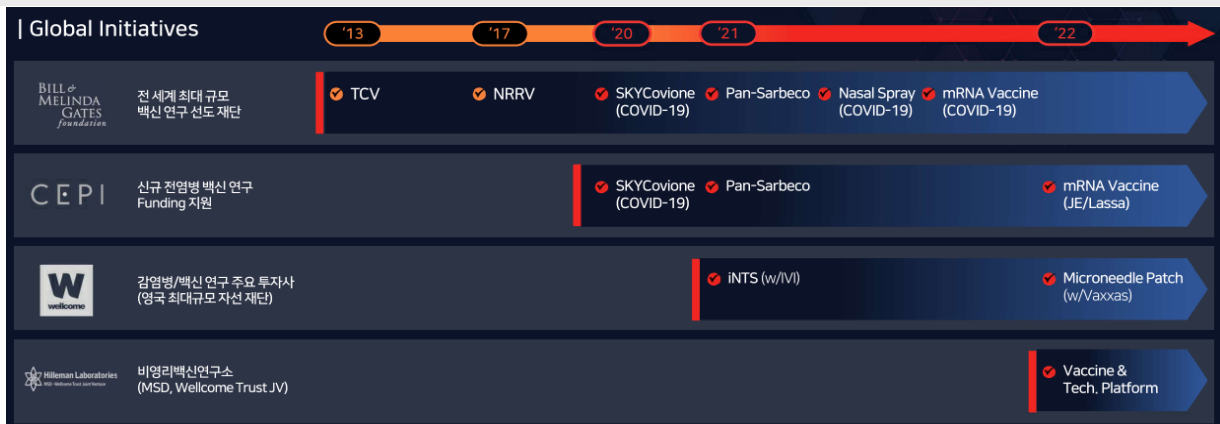 | Global Initiatives
'13
'17
'20
'21
'22
BILL &
MELINDA
GATES
foundation
전 세계 최대 규모
백신 연구 선도 재단
TCV
NRRV
SKYCovione
(COVID-19)
Pan-Sarbeco
Nasal Spray
(COVID-19)
mRNA Vaccine
(COVID-19)
CEPI
신규 전염병 백신 연구
Funding 지원
SKYCovione
(COVID-19)
Pan-Sarbeco
mRNA Vaccine
(JE/Lassa)
W
wellcome
감염병/백신 연구 주요 투자사
(영국 최대규모 자선 재단)
iNTS (w/IVI)
Microneedle Patch
(w/Vaxxas)
Hilleman Laboratories
MSD-Wellcome Trust Joint Venture
비영리백신연구소
(MSD, Wellcome Trust JV)
Vaccine &
Tech. Platform